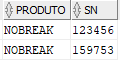 PRODUTO SN
NOBREAK 123456
NOBREAK 159753